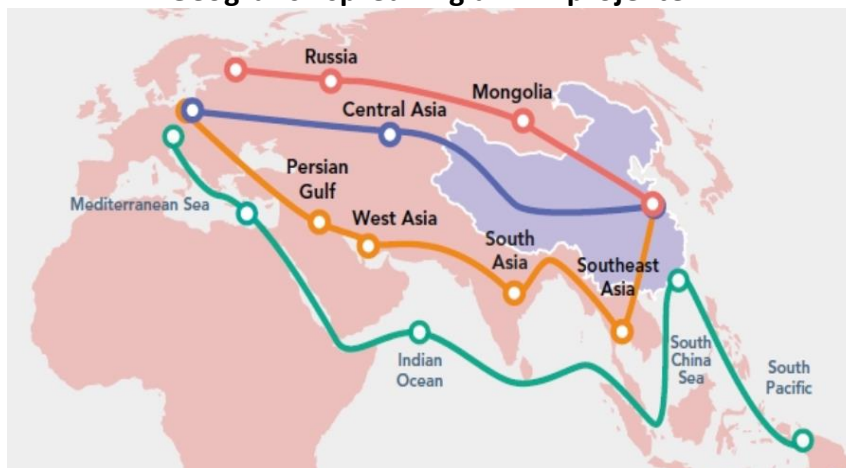 Russia
Mongolia
Central Asia
Persian
Gulf
Mediterranean Sea
West Asia
South
Asia
Southeast
Asia
Indian
Ocean
South
China
Sea
South
Pacific